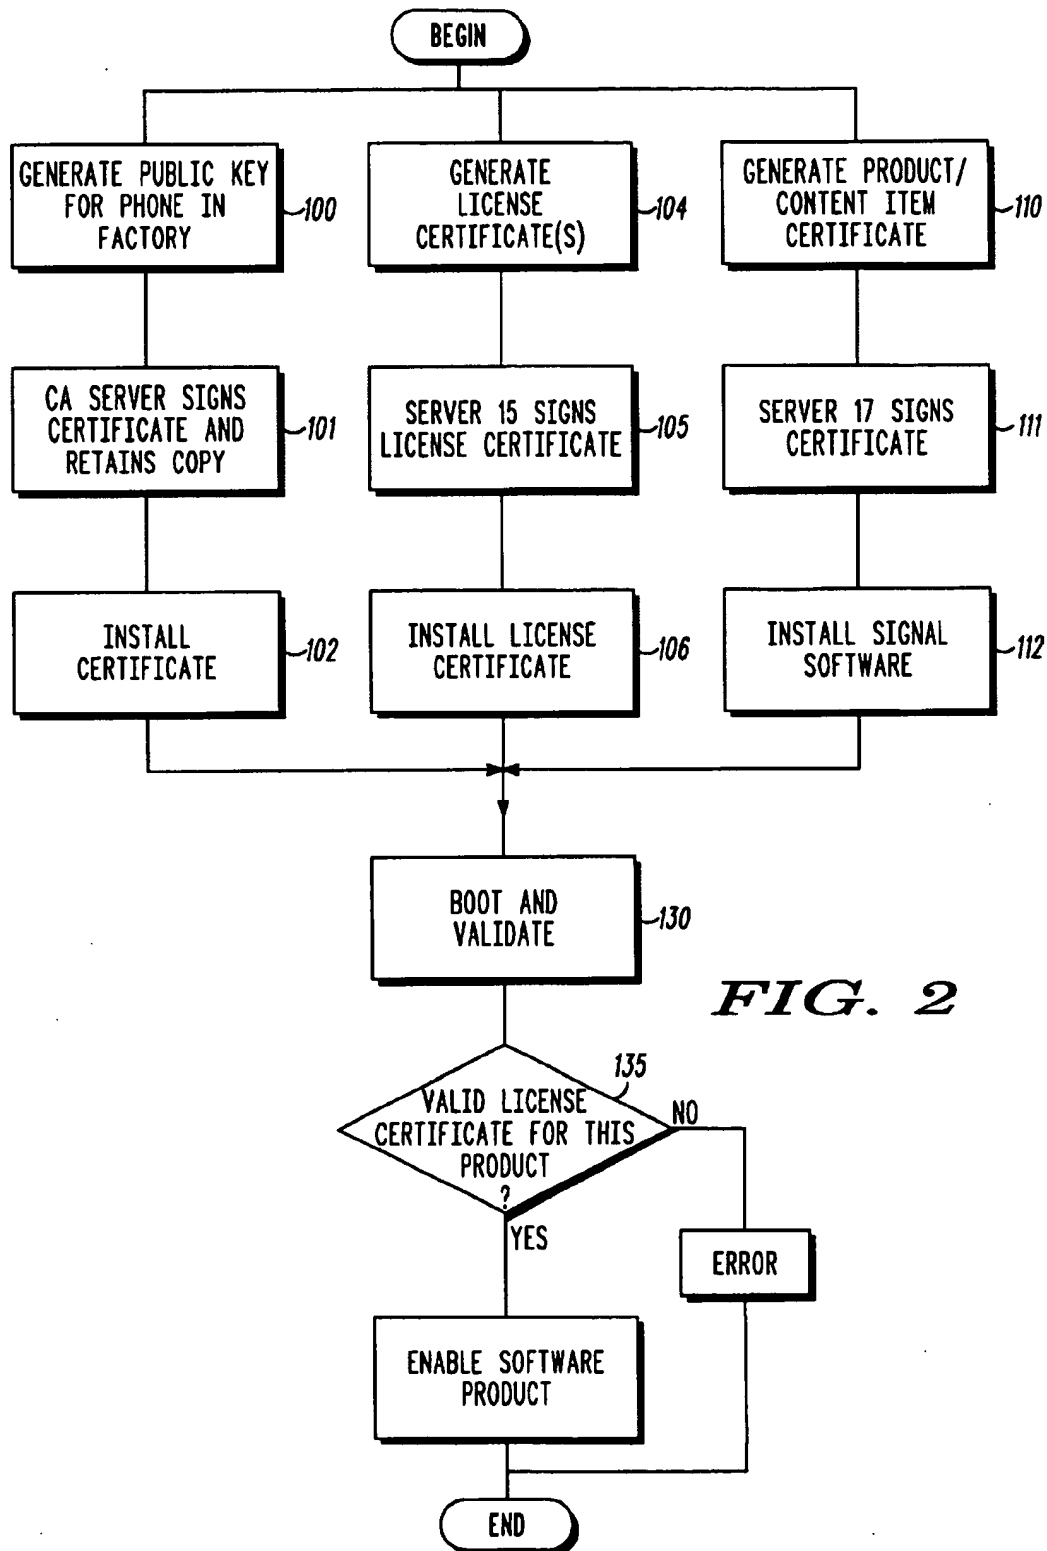 BEGIN
GENERATE PUBLIC KEY
FOR PHONE IN
FACTORY
100
GENERATE
LICENSE
CERTIFICATE(S)
104
GENERATE PRODUCT/
CONTENT ITEM
CERTIFICATE
110
CA SERVER SIGNS
CERTIFICATE AND
RETAINS COPY
101
SERVER 15 SIGNS
LICENSE CERTIFICATE
105
SERVER 17 SIGNS
CERTIFICATE
111
INSTALL
CERTIFICATE
102
INSTALL LICENSE
CERTIFICATE
106
INSTALL SIGNAL
SOFTWARE
112
BOOT AND
VALIDATE
130
FIG. 2
135
VALID LICENSE
CERTIFICATE FOR THIS
PRODUCT
?
NO
YES
ERROR
ENABLE SOFTWARE
PRODUCT
END